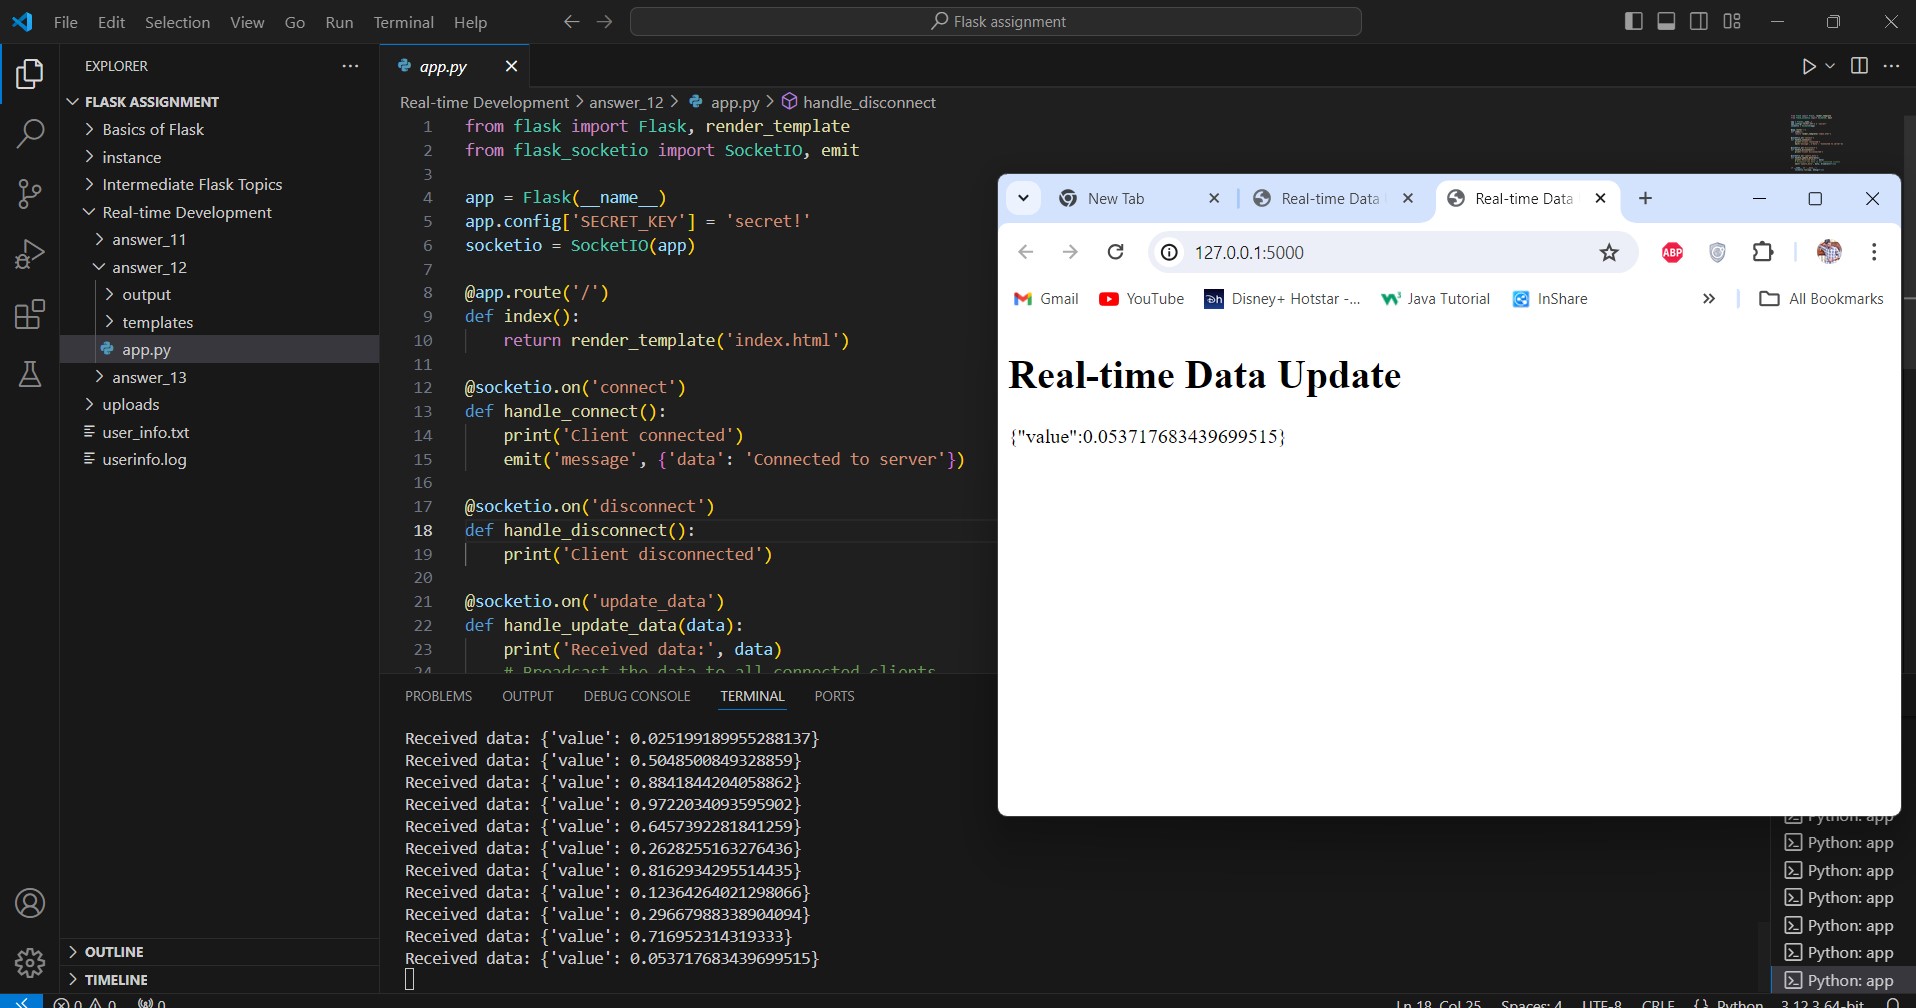 File Edit Selection View Go Run Terminal Help
Flask assignment
EXPLORER
FLASK ASSIGNMENT
Basics of Flask
instance
Intermediate Flask Topics
Real-time Development
answer_11
answer_12
output
templates
app.py
answer_13
uploads
user_info.txt
userinfo.log
OUTLINE
TIMELINE
app.py
Real-time Development > answer_12 > app.py > handle_disconnect
1 from flask import Flask, render_template
2 from flask_socketio import SocketIO, emit
3
4 app = Flask(__name__)
5 app.config['SECRET_KEY'] = 'secret!'
6 socketio = SocketIO(app)
7
8 @app.route('/')
9 def index():
10 return render_template('index.html')
11
12 @socketio.on('connect')
13 def handle_connect():
14 print('Client connected')
15 emit('message', {'data': 'Connected to server'})
16
17 @socketio.on('disconnect')
18 def handle_disconnect():
19 print('Client disconnected')
20
21 @socketio.on('update_data')
22 def handle_update_data(data):
23 print('Received data:', data)
24 # Broadcast the data to all connected clients
PROBLEMS OUTPUT DEBUG CONSOLE TERMINAL PORTS
Received data: {'value': 0.025199189955288137}
Received data: {'value': 0.5048500849328859}
Received data: {'value': 0.8841844204058862}
Received data: {'value': 0.9722034093595902}
Received data: {'value': 0.6457392281841259}
Received data: {'value': 0.2628255163276436}
Received data: {'value': 0.8162934295514435}
Received data: {'value': 0.12364264021298066}
Received data: {'value': 0.29667988338904094}
Received data: {'value': 0.716952314319333}
Received data: {'value': 0.053717683439699515}
New Tab
Real-time Data
Real-time Data
127.0.0.1:5000
ABP
Gmail YouTube Disney+ Hotstar -... Java Tutorial InShare » All Bookmarks
Real-time Data Update
{"value":0.053717683439699515}
Python: app
Python: app
Python: app
Python: app
Python: app
Python: app
Python: app
0 0 0
Ln 18, Col 25 Spaces: 4 UTF-8 CRLF {} Python 3.12.3 64-bit